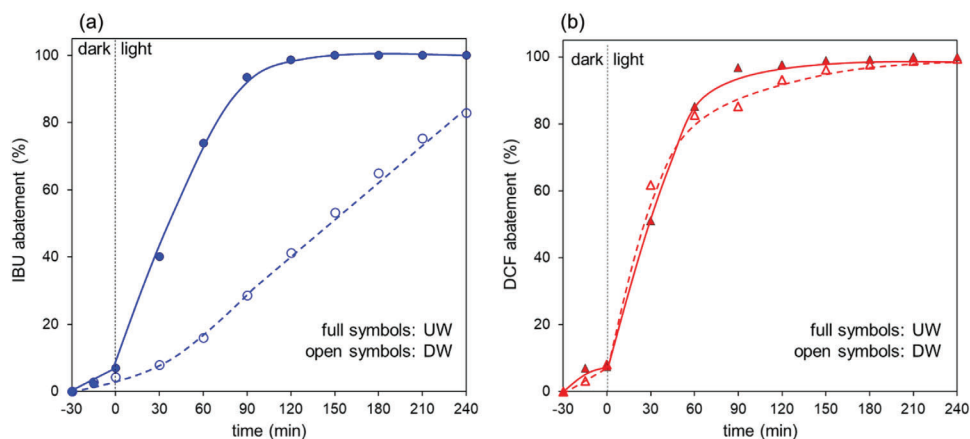 (a)
dark light
100
80
60
40
20
0
IBU abatement (%)
full symbols: UW
open symbols: DW
-30 0 30 60 90 120 150 180 210 240
time (min)
(b)
dark light
100
80
60
40
20
0
DCF abatement (%)
full symbols: UW
open symbols: DW
-30 0 30 60 90 120 150 180 210 240
time (min)